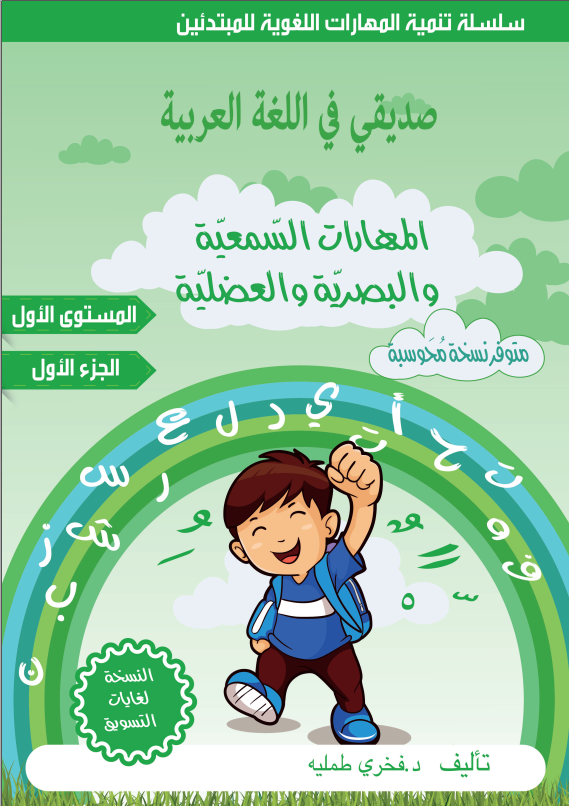 سلسلة تنمية المهارات اللغوية للمبتدئين
صديقي في اللغة العربية
المهارات السّمعيّة
والبصريّة والعضليّة
المستوى الأول
متوفر نسخة مُحَوسبة
الجزء الأول
ن ب ز س ش ع ر ل د ي ت أ ح ت و ق
النسخة
لغايات
التسويق
تأليف د.فخري طمليه